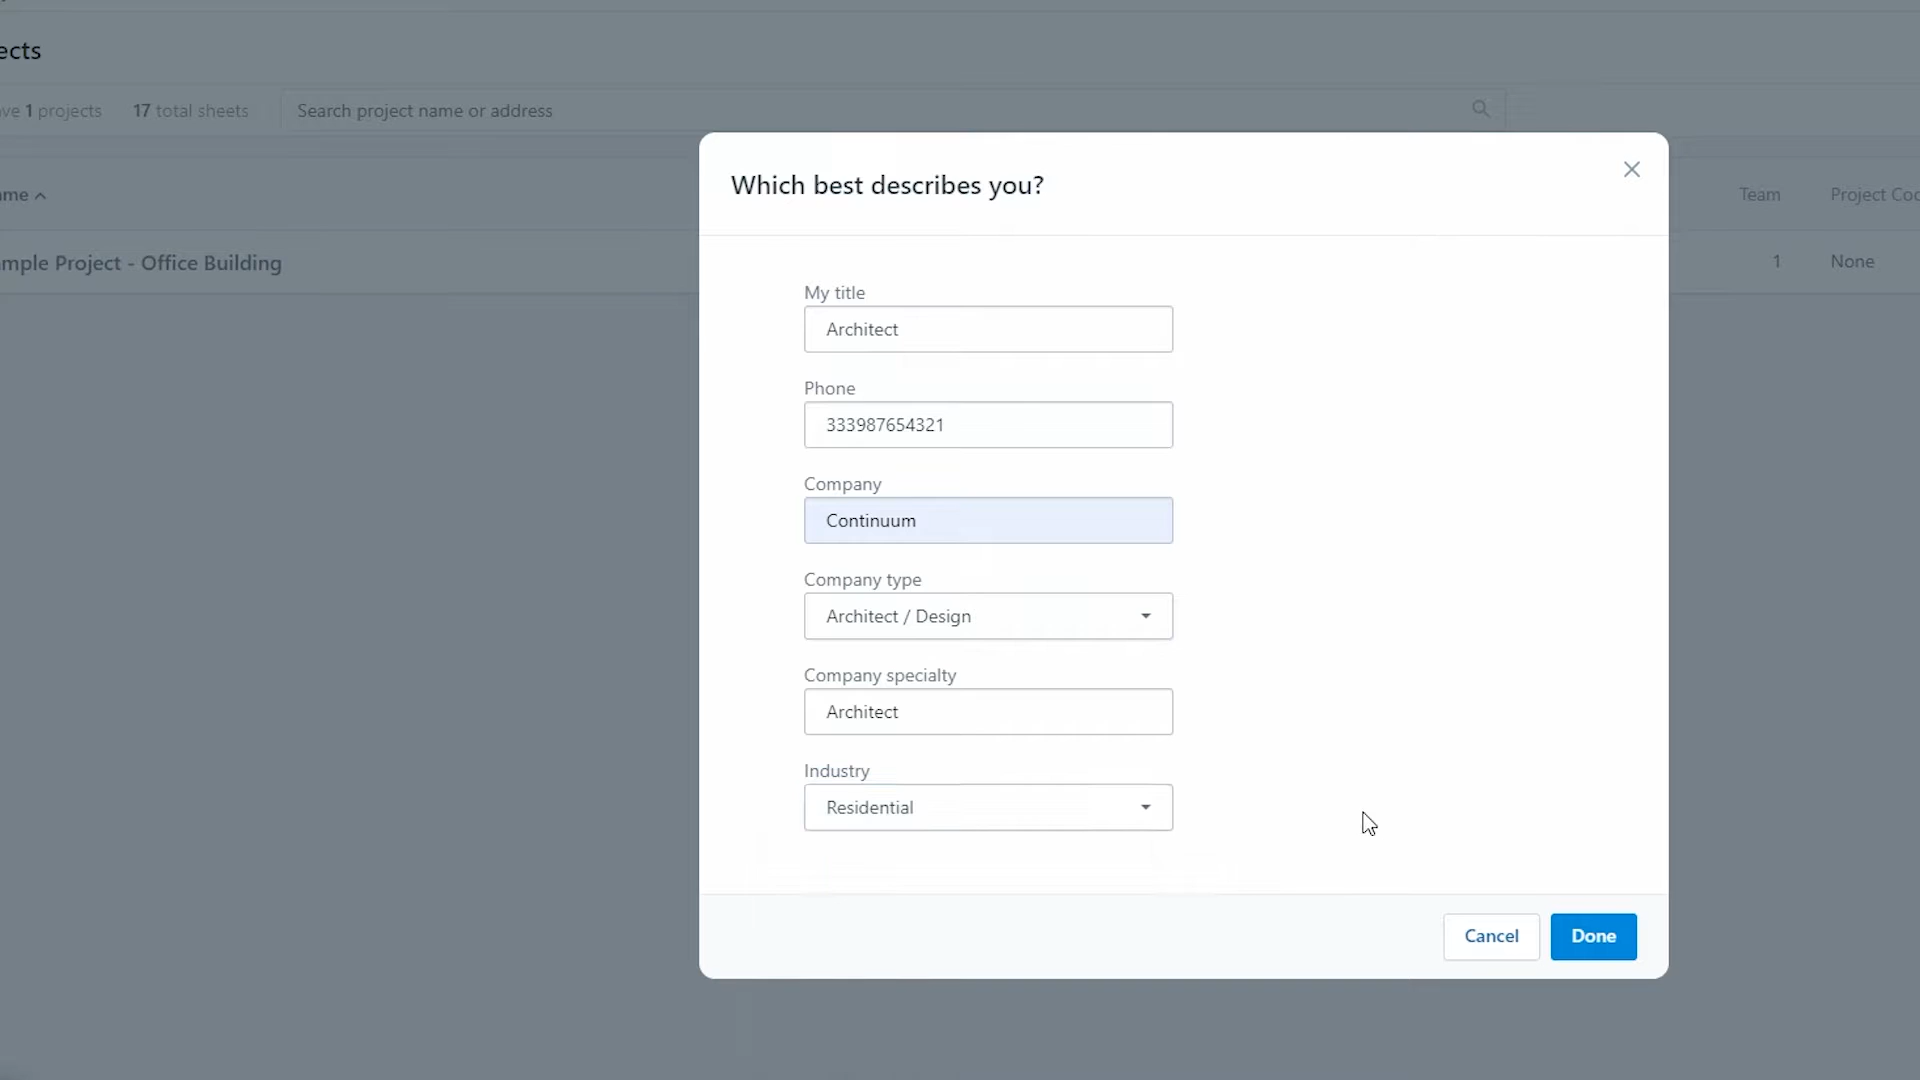 ects
ve 1 projects 17 total sheets Search project name or address
Which best describes you?
me Team Project Coc
mple Project - Office Building 1 None
My title
Architect
Phone
333987654321
Company
Continuum
Company type
Architect / Design
Company specialty
Architect
Industry
Residential
Cancel Done